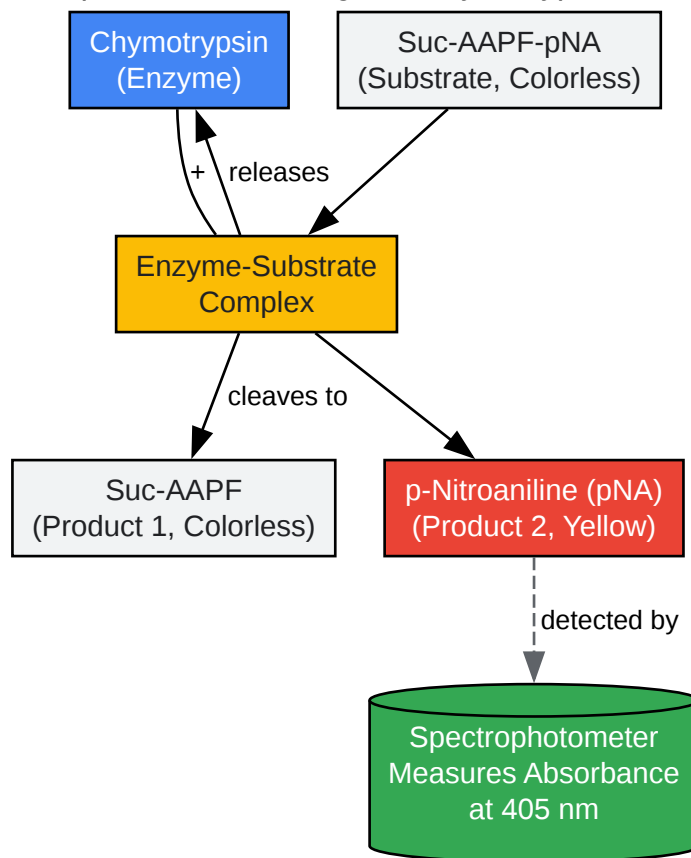 Chymotrypsin
(Enzyme)
Suc-AAPF-pNA
(Substrate, Colorless)
+
releases
Enzyme-Substrate
Complex
cleaves to
Suc-AAPF
(Product 1, Colorless)
p-Nitroaniline (pNA)
(Product 2, Yellow)
detected by
Spectrophotometer
Measures Absorbance
at 405 nm